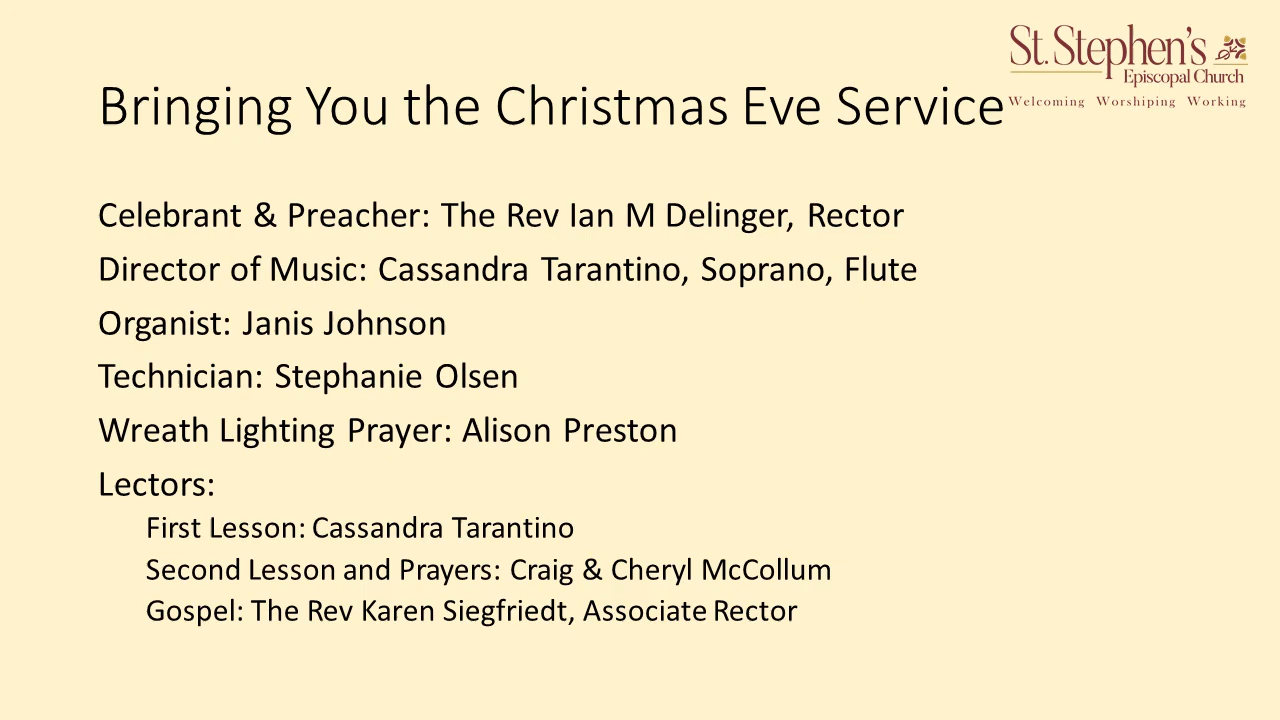 St. Stephen's
Episcopal Church
Welcoming Worshiping Working
Bringing You the Christmas Eve Service
Celebrant & Preacher: The Rev Ian M Delinger, Rector
Director of Music: Cassandra Tarantino, Soprano, Flute
Organist: Janis Johnson
Technician: Stephanie Olsen
Wreath Lighting Prayer: Alison Preston
Lectors:
First Lesson: Cassandra Tarantino
Second Lesson and Prayers: Craig & Cheryl McCollum
Gospel: The Rev Karen Siegfriedt, Associate Rector